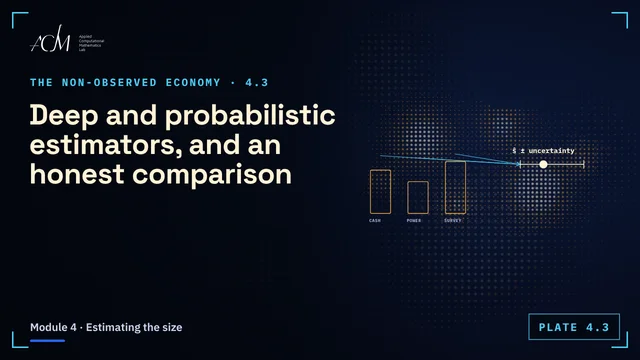 ACM
Applied
Computational
Mathematics
Lab
THE NON-OBSERVED ECONOMY · 4.3
Deep and probabilistic
estimators, and an
honest comparison
$ ± uncertainty
CASH POWER SURVEY
Module 4 · Estimating the size
PLATE 4.3